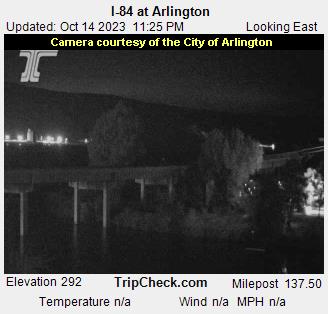 I-84 at Arlington
Updated: Oct 14 2023 11:25 PM Looking East
Camera courtesy of the City of Arlington
Elevation 292 TripCheck.com Milepost 137.50
Temperature n/a Wind n/a MPH n/a